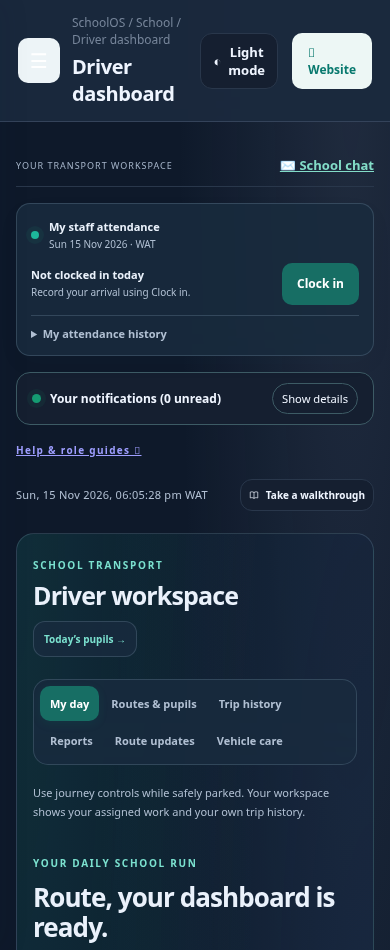 SchoolOS / School /
Driver dashboard
Driver
dashboard
Light
mode
Website
YOUR TRANSPORT WORKSPACE
✉️ School chat
My staff attendance
Sun 15 Nov 2026 · WAT
Not clocked in today
Record your arrival using Clock in.
Clock in
▶ My attendance history
Your notifications (0 unread)
Show details
Help & role guides
Sun, 15 Nov 2026, 06:05:28 pm WAT
Take a walkthrough
SCHOOL TRANSPORT
Driver workspace
Today's pupils →
My day
Routes & pupils
Trip history
Reports
Route updates
Vehicle care
Use journey controls while safely parked. Your workspace
shows your assigned work and your own trip history.
YOUR DAILY SCHOOL RUN
Route, your dashboard is
ready.